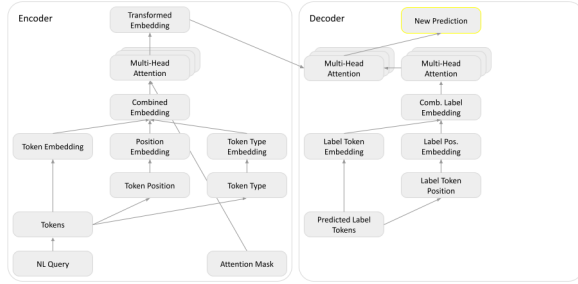 Encoder
Transformed
Embedding
Multi-Head
Attention
Combined
Embedding
Token Embedding
Position
Embedding
Token Type
Embedding
Token Position
Token Type
Tokens
NL Query
Attention Mask
Decoder
New Prediction
Multi-Head
Attention
Multi-Head
Attention
Comb. Label
Embedding
Label Token
Embedding
Label Pos.
Embedding
Label Token
Position
Predicted Label
Tokens